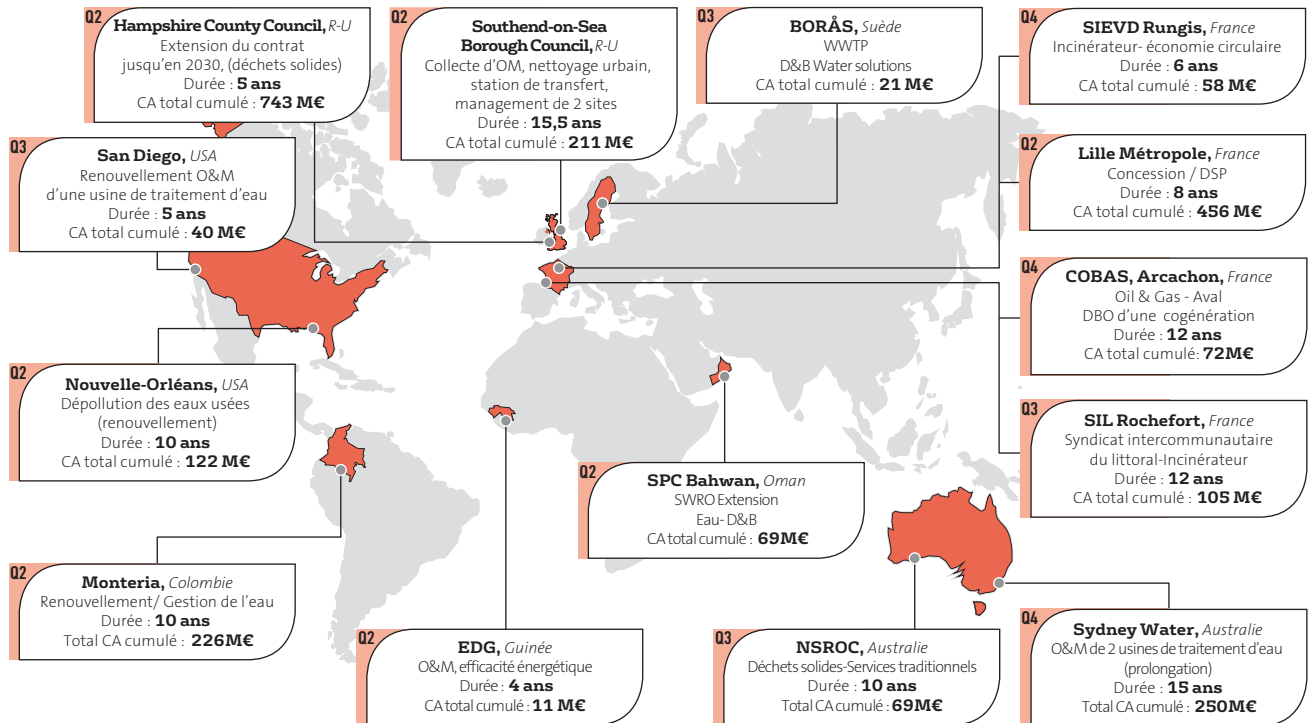 Q2
Hampshire County Council, R-U
Extension du contrat
jusqu'en 2030, (déchets solides)
Durée : 5 ans
CA total cumulé : 743 M€
Q2
Southend-on-Sea
Borough Council, R-U
Collecte d'OM, nettoyage urbain,
station de transfert,
management de 2 sites
Durée : 15,5 ans
CA total cumulé : 211 M€
Q3
BORÅS, Suède
WWTP
D&B Water solutions
CA total cumulé : 21 M€
Q4
SIEVD Rungis, France
Incinérateur- économie circulaire
Durée : 6 ans
CA total cumulé : 58 M€
Q3
San Diego, USA
Renouvellement O&M
d'une usine de traitement d'eau
Durée : 5 ans
CA total cumulé : 40 M€
Q2
Lille Métropole, France
Concession / DSP
Durée : 8 ans
CA total cumulé : 456 M€
Q4
COBAS, Arcachon, France
Oil & Gas - Aval
DBO d'une cogénération
Durée : 12 ans
CA total cumulé: 72M€
Q2
Nouvelle-Orléans, USA
Dépollution des eaux usées
(renouvellement)
Durée : 10 ans
CA total cumulé : 122 M€
Q3
SIL Rochefort, France
Syndicat intercommunautaire
du littoral-Incinérateur
Durée : 12 ans
CA total cumulé : 105 M€
Q2
SPC Bahwan, Oman
SWRO Extension
Eau- D&B
CA total cumulé : 69M€
Q2
Monteria, Colombie
Renouvellement/ Gestion de l'eau
Durée : 10 ans
Total CA cumulé : 226M€
Q2
EDG, Guinée
O&M, efficacité énergétique
Durée : 4 ans
CA total cumulé : 11 M€
Q3
NSROC, Australie
Déchets solides-Services traditionnels
Durée : 10 ans
Total CA cumulé : 69M€
Q4
Sydney Water, Australie
O&M de 2 usines de traitement d'eau
(prolongation)
Durée : 15 ans
Total CA cumulé : 250M€